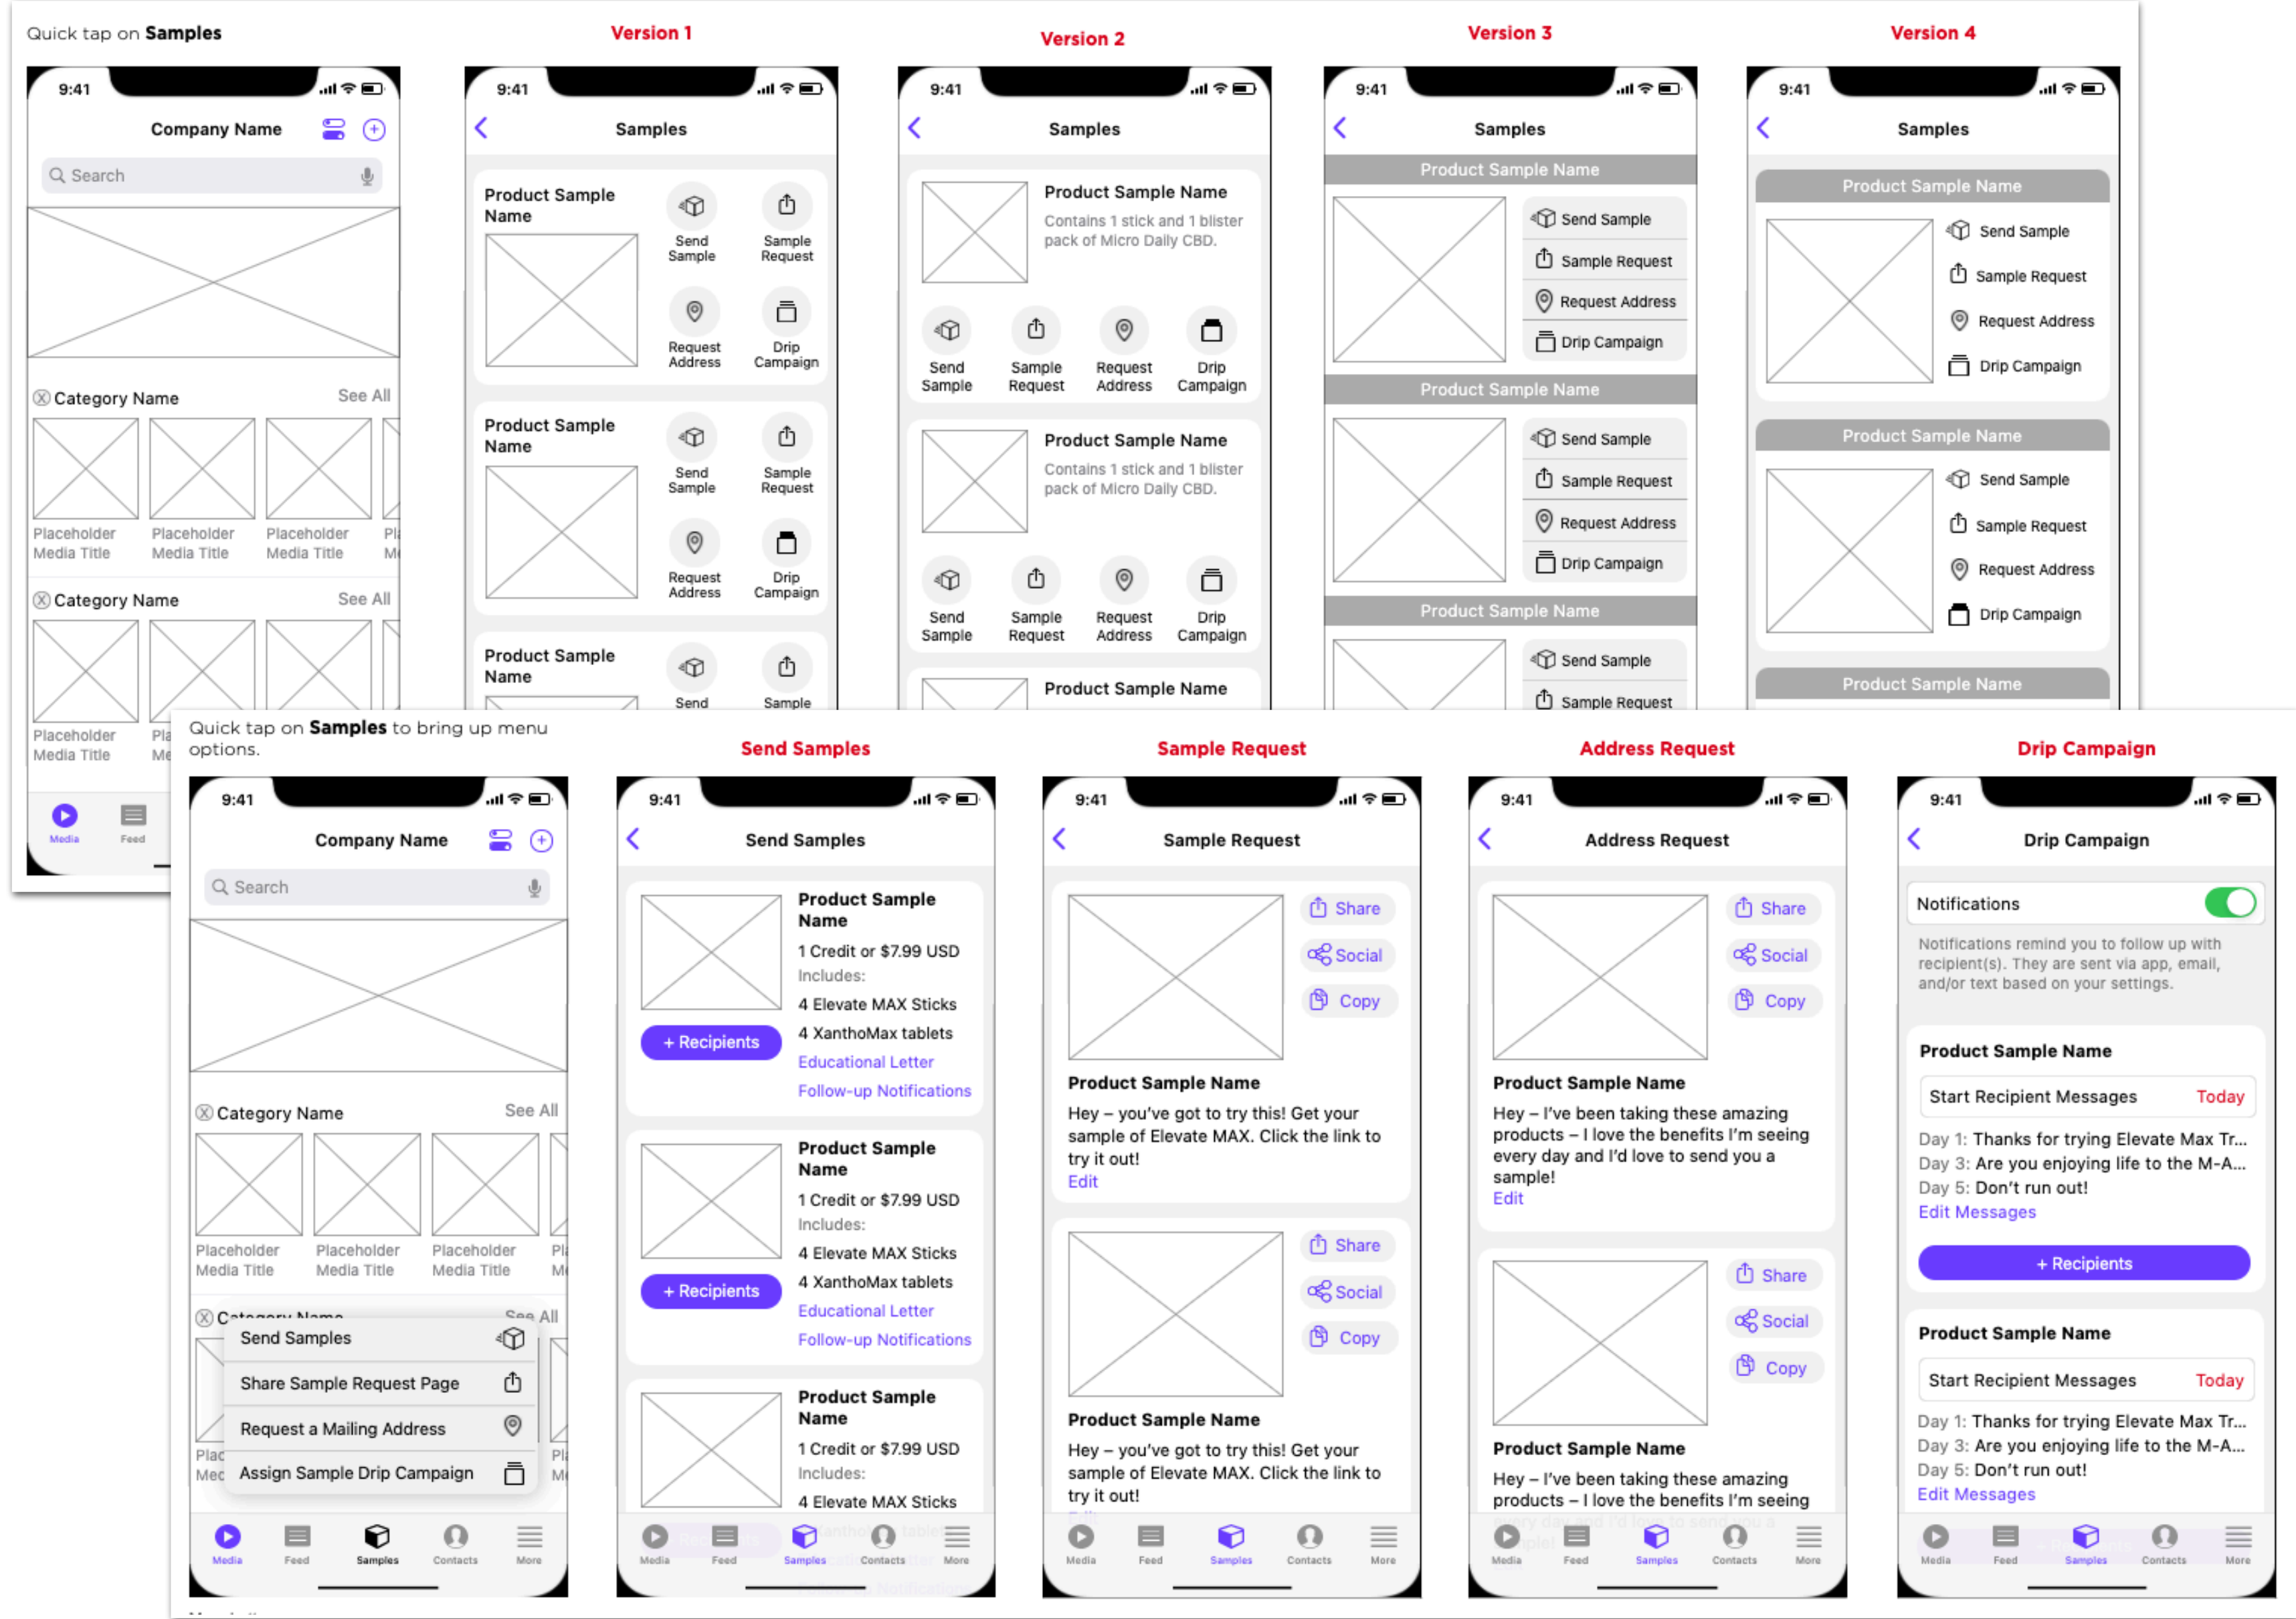 Quick tap on Samples
Version 1
Version 2
Version 3
Version 4
9:41
Company Name
Search
Category Name
See All
Placeholder
Media Title
Placeholder
Media Title
Placeholder
Media Title
Category Name
See All
Placeholder
Media Title
Media
Feed
9:41
Samples
Product Sample
Name
Send
Sample
Sample
Request
Request
Address
Drip
Campaign
Product Sample
Name
Send
Sample
Sample
Request
Request
Address
Drip
Campaign
Product Sample
Name
Send
Sample
9:41
Samples
Product Sample Name
Contains 1 stick and 1 blister
pack of Micro Daily CBD.
Send
Sample
Sample
Request
Request
Address
Drip
Campaign
Product Sample Name
Contains 1 stick and 1 blister
pack of Micro Daily CBD.
Send
Sample
Sample
Request
Request
Address
Drip
Campaign
Product Sample Name
9:41
Samples
Product Sample Name
Send Sample
Sample Request
Request Address
Drip Campaign
Product Sample Name
Send Sample
Sample Request
Request Address
Drip Campaign
Product Sample Name
Send Sample
Sample Request
9:41
Samples
Product Sample Name
Send Sample
Sample Request
Request Address
Drip Campaign
Product Sample Name
Send Sample
Sample Request
Request Address
Drip Campaign
Product Sample Name
Quick tap on Samples to bring up menu
options.
Send Samples
Sample Request
Address Request
Drip Campaign
9:41
Company Name
Search
Category Name
See All
Placeholder
Media Title
Placeholder
Media Title
Placeholder
Media Title
Category Name
See All
Send Samples
Share Sample Request Page
Request a Mailing Address
Assign Sample Drip Campaign
Media
Feed
Samples
Contacts
More
9:41
Send Samples
Product Sample
Name
1 Credit or $7.99 USD
Includes:
4 Elevate MAX Sticks
4 XanthoMax tablets
Educational Letter
Follow-up Notifications
+ Recipients
Product Sample
Name
1 Credit or $7.99 USD
Includes:
4 Elevate MAX Sticks
4 XanthoMax tablets
Educational Letter
Follow-up Notifications
+ Recipients
Product Sample
Name
1 Credit or $7.99 USD
Includes:
4 Elevate MAX Sticks
Media
Feed
Samples
Contacts
More
9:41
Sample Request
Share
Social
Copy
Product Sample Name
Hey – you've got to try this! Get your
sample of Elevate MAX. Click the link to
try it out!
Edit
Share
Social
Copy
Product Sample Name
Hey – you've got to try this! Get your
sample of Elevate MAX. Click the link to
try it out!
Edit
Media
Feed
Samples
Contacts
More
9:41
Address Request
Share
Social
Copy
Product Sample Name
Hey – I've been taking these amazing
products – I love the benefits I'm seeing
every day and I'd love to send you a
sample!
Edit
Share
Social
Copy
Product Sample Name
Hey – I've been taking these amazing
products – I love the benefits I'm seeing
every day and I'd love to send you a
Media
Feed
Samples
Contacts
More
9:41
Drip Campaign
Notifications
Notifications remind you to follow up with
recipient(s). They are sent via app, email,
and/or text based on your settings.
Product Sample Name
Start Recipient Messages
Today
Day 1: Thanks for trying Elevate Max Tr...
Day 3: Are you enjoying life to the M-A...
Day 5: Don't run out!
Edit Messages
+ Recipients
Product Sample Name
Start Recipient Messages
Today
Day 1: Thanks for trying Elevate Max Tr...
Day 3: Are you enjoying life to the M-A...
Day 5: Don't run out!
Edit Messages
Media
Feed
Samples
Contacts
More